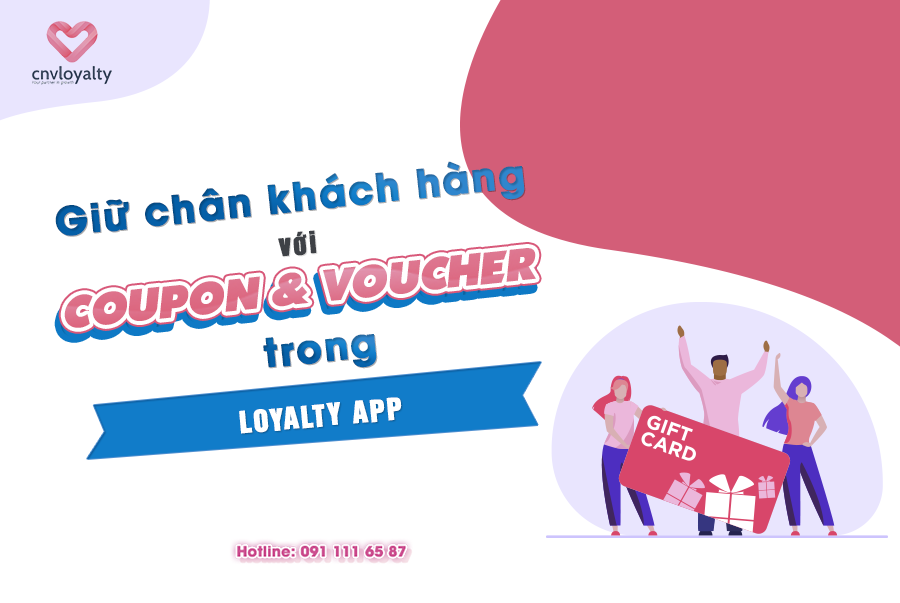 cnvloyalty
Giữ chân khách hàng
với
COUPON & VOUCHER
trong
LOYALTY APP
GIFT
CARD
Hotline: 091 111 65 87